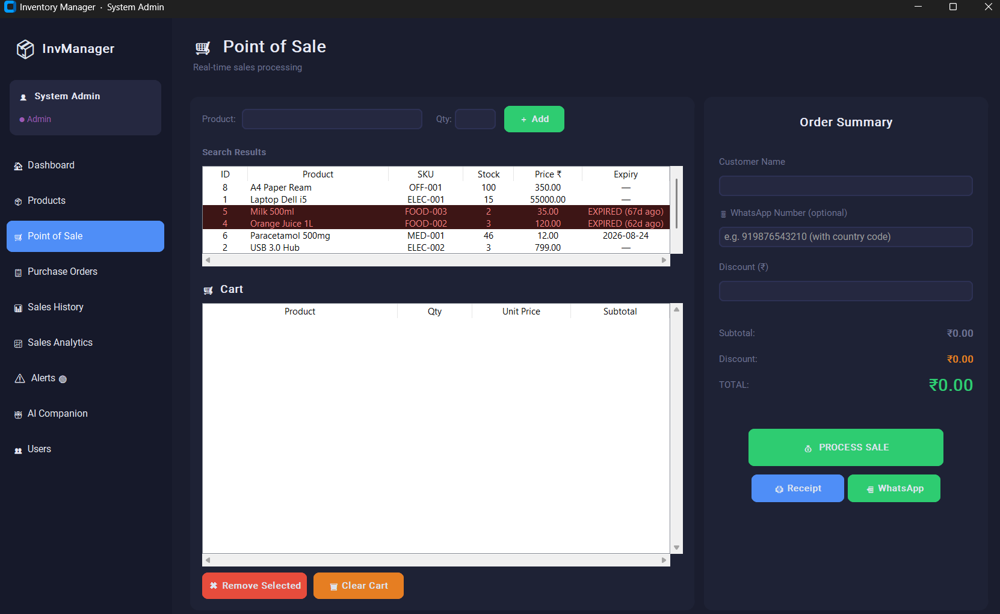 Inventory Manager · System Admin
InvManager
System Admin
Admin
Dashboard
Products
Point of Sale
Purchase Orders
Sales History
Sales Analytics
Alerts
AI Companion
Users
Point of Sale
Real-time sales processing
Product:
Qty:
+ Add
Search Results
ID Product SKU Stock Price ₹ Expiry
8 A4 Paper Ream OFF-001 100 350.00 —
1 Laptop Dell i5 ELEC-001 15 55000.00 —
5 Milk 500ml FOOD-003 2 35.00 EXPIRED (67d ago)
4 Orange Juice 1L FOOD-002 3 120.00 EXPIRED (62d ago)
6 Paracetamol 500mg MED-001 46 12.00 2026-08-24
2 USB 3.0 Hub ELEC-002 3 799.00 —
Cart
Product Qty Unit Price Subtotal
✖ Remove Selected
Clear Cart
Order Summary
Customer Name
WhatsApp Number (optional)
e.g. 919876543210 (with country code)
Discount (₹)
Subtotal: ₹0.00
Discount: ₹0.00
TOTAL: ₹0.00
PROCESS SALE
Receipt
WhatsApp